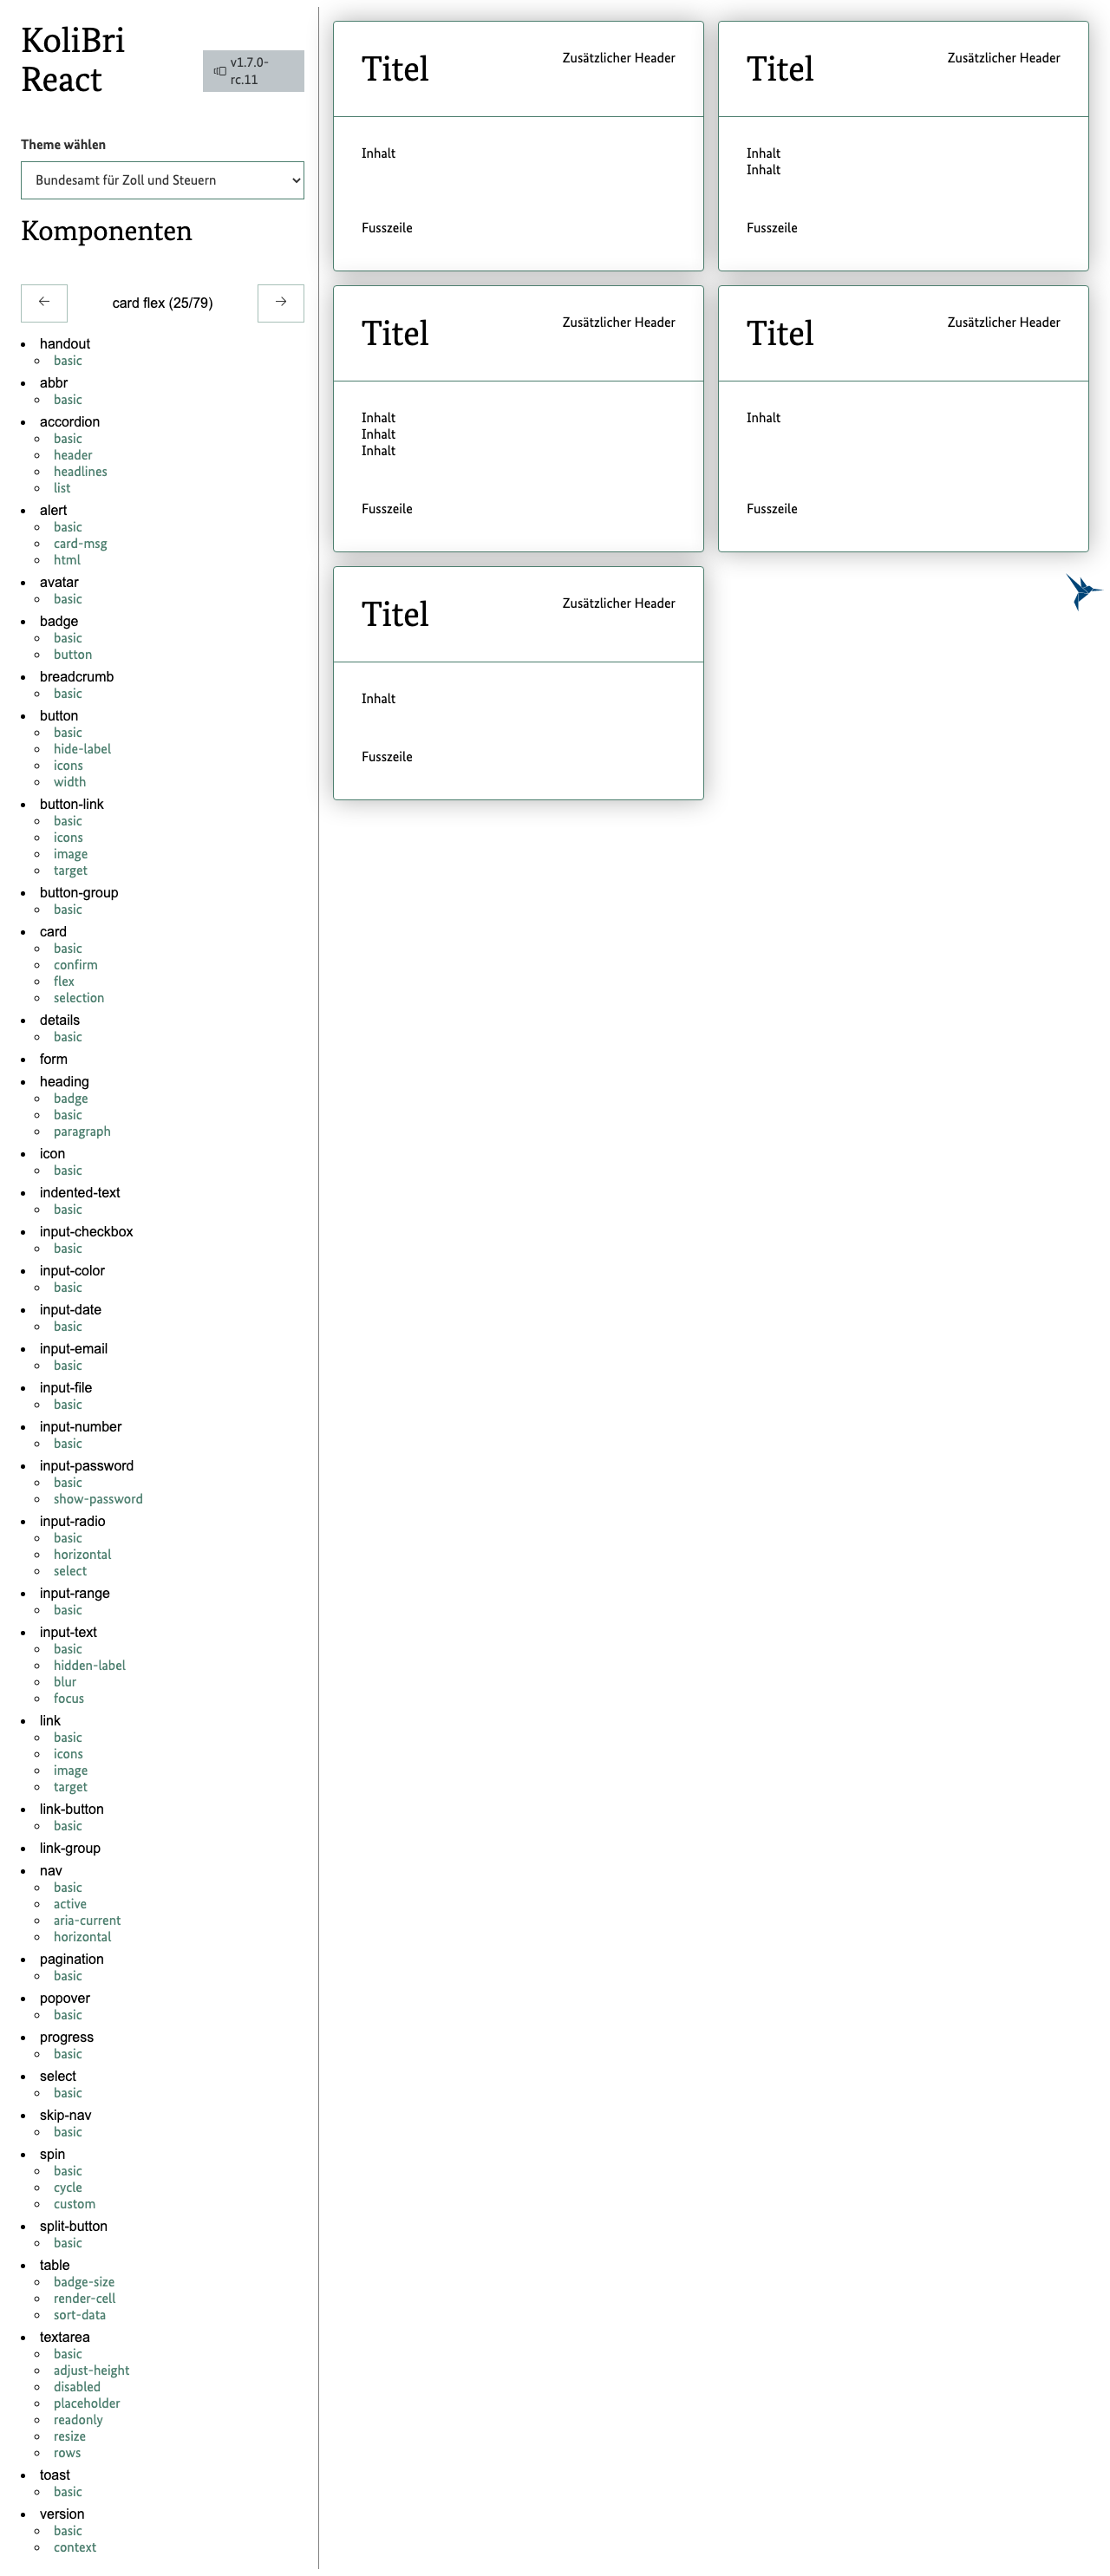 KoliBri
React
v1.7.0-
rc.11
Theme wählen
Bundesamt für Zoll und Steuern
Komponenten
← card flex (25/79) →
handout
basic
abbr
basic
accordion
basic
header
headlines
list
alert
basic
card-msg
html
avatar
basic
badge
basic
button
breadcrumb
basic
button
basic
hide-label
icons
width
button-link
basic
icons
image
target
button-group
basic
card
basic
confirm
flex
selection
details
basic
form
heading
badge
basic
paragraph
icon
basic
indented-text
basic
input-checkbox
basic
input-color
basic
input-date
basic
input-email
basic
input-file
basic
input-number
basic
input-password
basic
show-password
input-radio
basic
horizontal
select
input-range
basic
input-text
basic
hidden-label
blur
focus
link
basic
icons
image
target
link-button
basic
link-group
nav
basic
active
aria-current
horizontal
pagination
basic
popover
basic
progress
basic
select
basic
skip-nav
basic
spin
basic
cycle
custom
split-button
basic
table
badge-size
render-cell
sort-data
textarea
basic
adjust-height
disabled
placeholder
readonly
resize
rows
toast
basic
version
basic
context
Titel
Zusätzlicher Header
Inhalt
Fusszeile
Titel
Zusätzlicher Header
Inhalt
Inhalt
Fusszeile
Titel
Zusätzlicher Header
Inhalt
Inhalt
Inhalt
Fusszeile
Titel
Zusätzlicher Header
Inhalt
Fusszeile
Titel
Zusätzlicher Header
Inhalt
Fusszeile